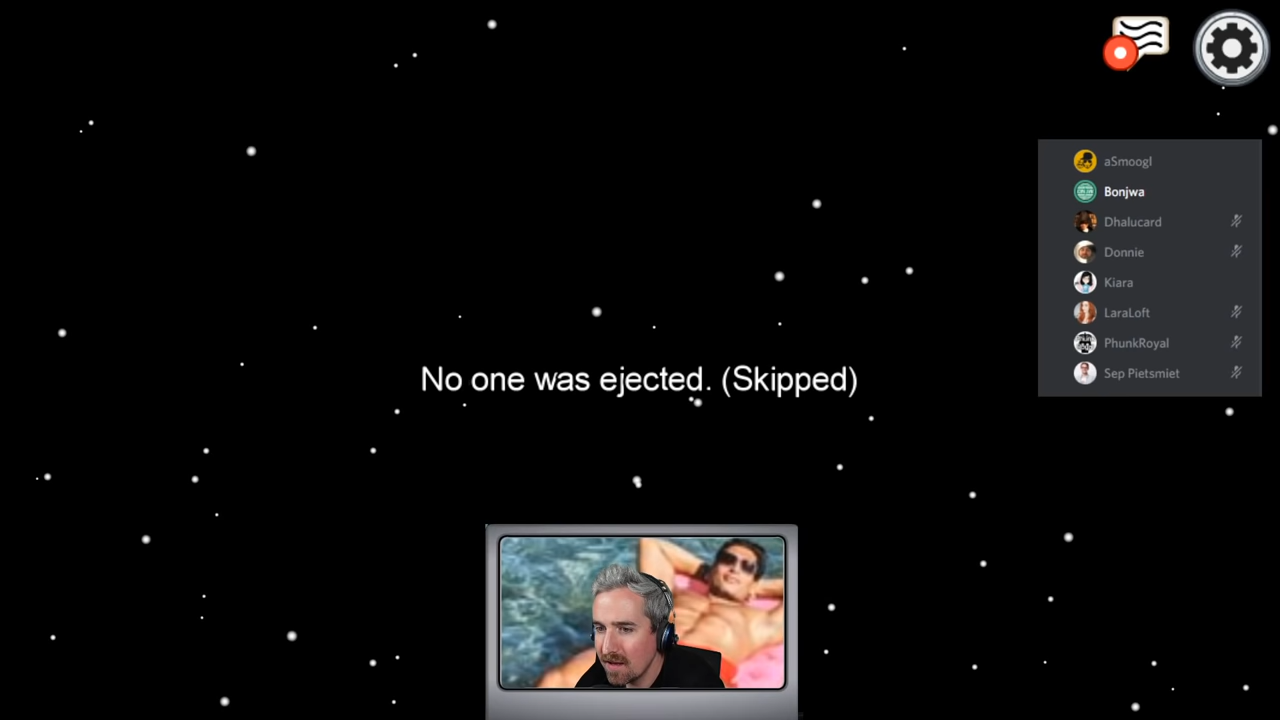 aSmoogl
Bonjwa
Dhalucard
Donnie
Kiara
LaraLoft
PhunkRoyal
Sep Pietsmiet
No one was ejected. (Skipped)